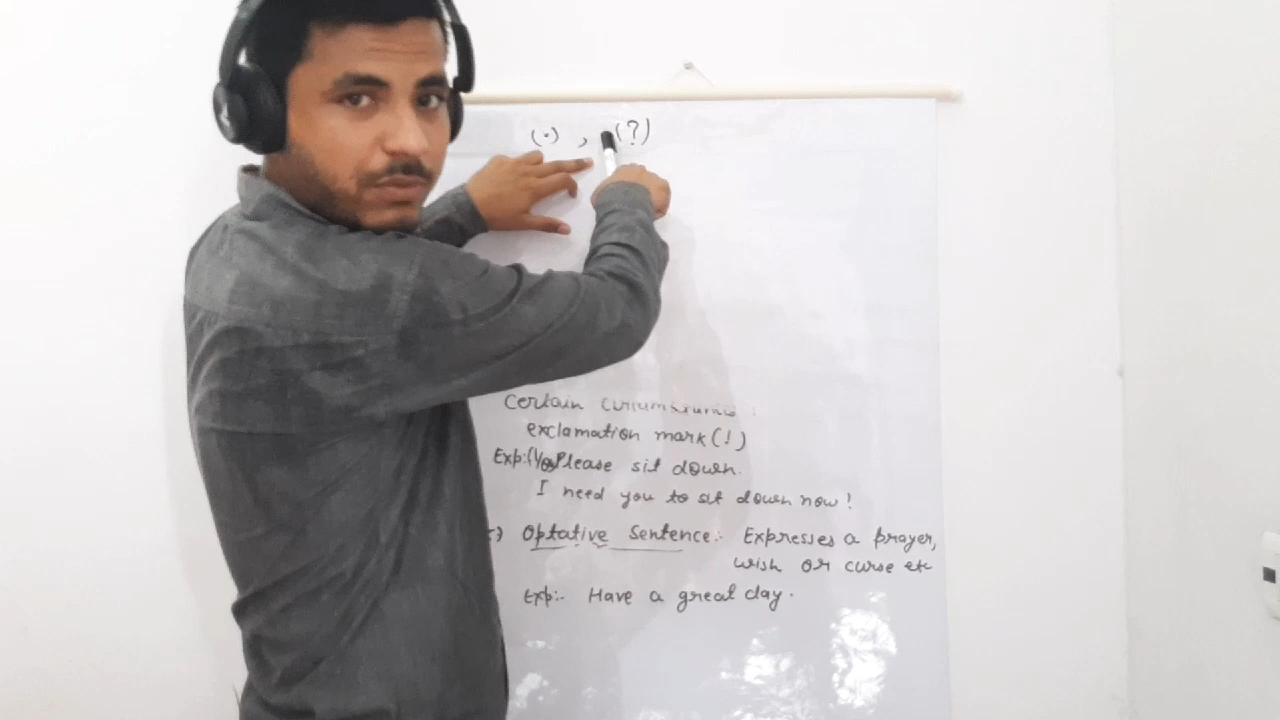 (.) , (?)
Certain circumstances:
exclamation mark (!)
Exp:- Please sit down.
I need you to sit down now!
Optative Sentence:- Expresses a prayer,
wish or curse etc
Exp:- Have a great day.